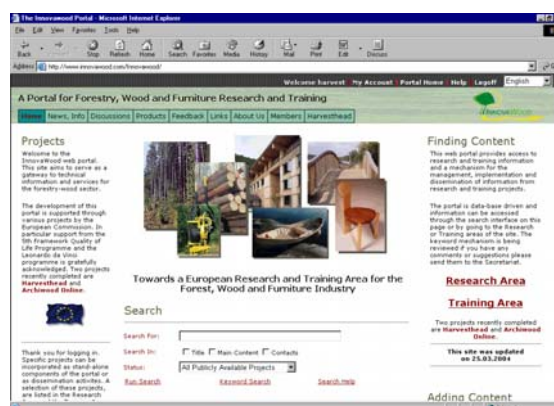 The Innovawood Portal - Microsoft Internet Explorer
File Edit View Favorites Tools Help
Back Stop Refresh Home Search Favorites Media History Mail Print Edit Discuss
Address http://www.innovawood.com/Innovawood/
Welcome harvest My Account Portal Home Help Logoff English
A Portal for Forestry, Wood and Furniture Research and Training
Home News, Info Discussions Products Feedback Links About Us Members Harvesthead
Projects
Welcome to the
InnovaWood web portal.
This site aims to serve as a
gateway to technical
information and services for
the forestry-wood sector.
The development of this
portal is supported through
various projects by the
European Commission. In
particular support from the
5th Framework Quality of
Life Programme and the
Leonardo da Vinis
programme is gratefully
acknowledged. Two projects
recently completed are
Harvesthead and
Archiwood Online.
Thank you for logging in.
Specific projects can be
incorporated as stand-alone
components of the portal or
as dissemination activites. A
selection of these projects,
are listed in the Research
Towards a European Research and Training Area for the
Forest, Wood and Furniture Industry
Search
Search For:
Search In: Title Main Content Contacts
Status: All Publicly Available Projects
Run Search Keyword Search Search Help
INNOVAWOOD
Finding Content
This web portal provides access to
research and training information
and a mechanism for the
management, implementation and
dissemination of information from
research and training projects.
The portal is data-base driven and
information can be accessed
through the search interface on this
page or by going to the Research
or Training areas of the site. The
keyword mechanism is being
reviewed if you have any
comments or suggestions please
send them to the Secretariat.
Research Area
Training Area
Two projects recently completed
are Harvesthead and Archiwood
Online.
This site was updated
on 25.03.2004
Adding Content